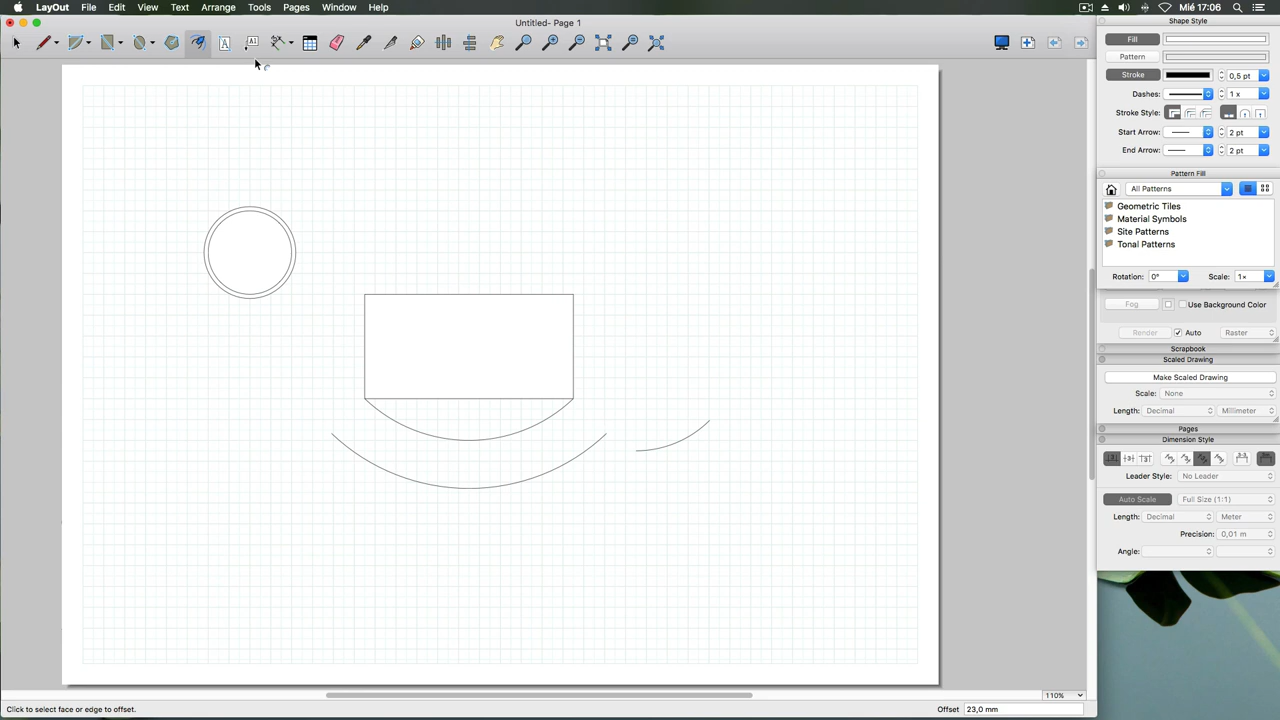 LayOut File Edit View Text Arrange Tools Pages Window Help Mié 17:06
Untitled- Page 1
Shape Style
Fill
Pattern
Stroke 0,5 pt
Dashes: 1 x
Stroke Style:
Start Arrow: 2 pt
End Arrow: 2 pt
Pattern Fill
All Patterns
Geometric Tiles
Material Symbols
Site Patterns
Tonal Patterns
Rotation: 0° Scale: 1×
Fog Use Background Color
Render Auto Raster
Scrapbook
Scaled Drawing
Make Scaled Drawing
Scale: None
Length: Decimal Millimeter
Pages
Dimension Style
Leader Style: No Leader
Auto Scale Full Size (1:1)
Length: Decimal Meter
Precision: 0,01 m
Angle:
110%
Click to select face or edge to offset. Offset 23,0 mm